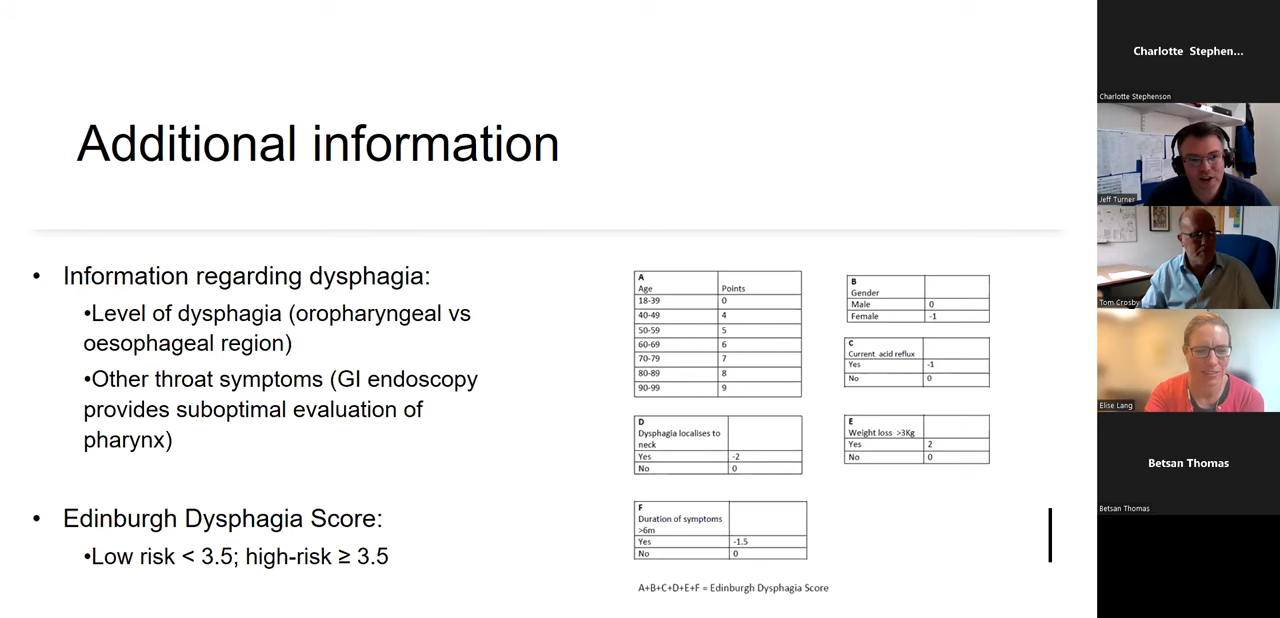 Additional information
• Information regarding dysphagia:
•Level of dysphagia (oropharyngeal vs
oesophageal region)
•Other throat symptoms (GI endoscopy
provides suboptimal evaluation of
pharynx)
• Edinburgh Dysphagia Score:
•Low risk < 3.5; high-risk ≥ 3.5
A
Age Points
18-39 0
40-49 4
50-59 5
60-69 6
70-79 7
80-89 8
90-99 9
B
Gender
Male 0
Female -1
C
Current acid reflux
Yes -1
No 0
D
Dysphagia localises to
neck
Yes -2
No 0
E
Weight loss >3Kg
Yes 2
No 0
F
Duration of symptoms
>6m
Yes -1.5
No 0
A+B+C+D+E+F = Edinburgh Dysphagia Score
Charlotte Stephen...
Charlotte Stephenson
Jeff Turner
Tom Crosby
Elise Lang
Betsan Thomas
Betsan Thomas